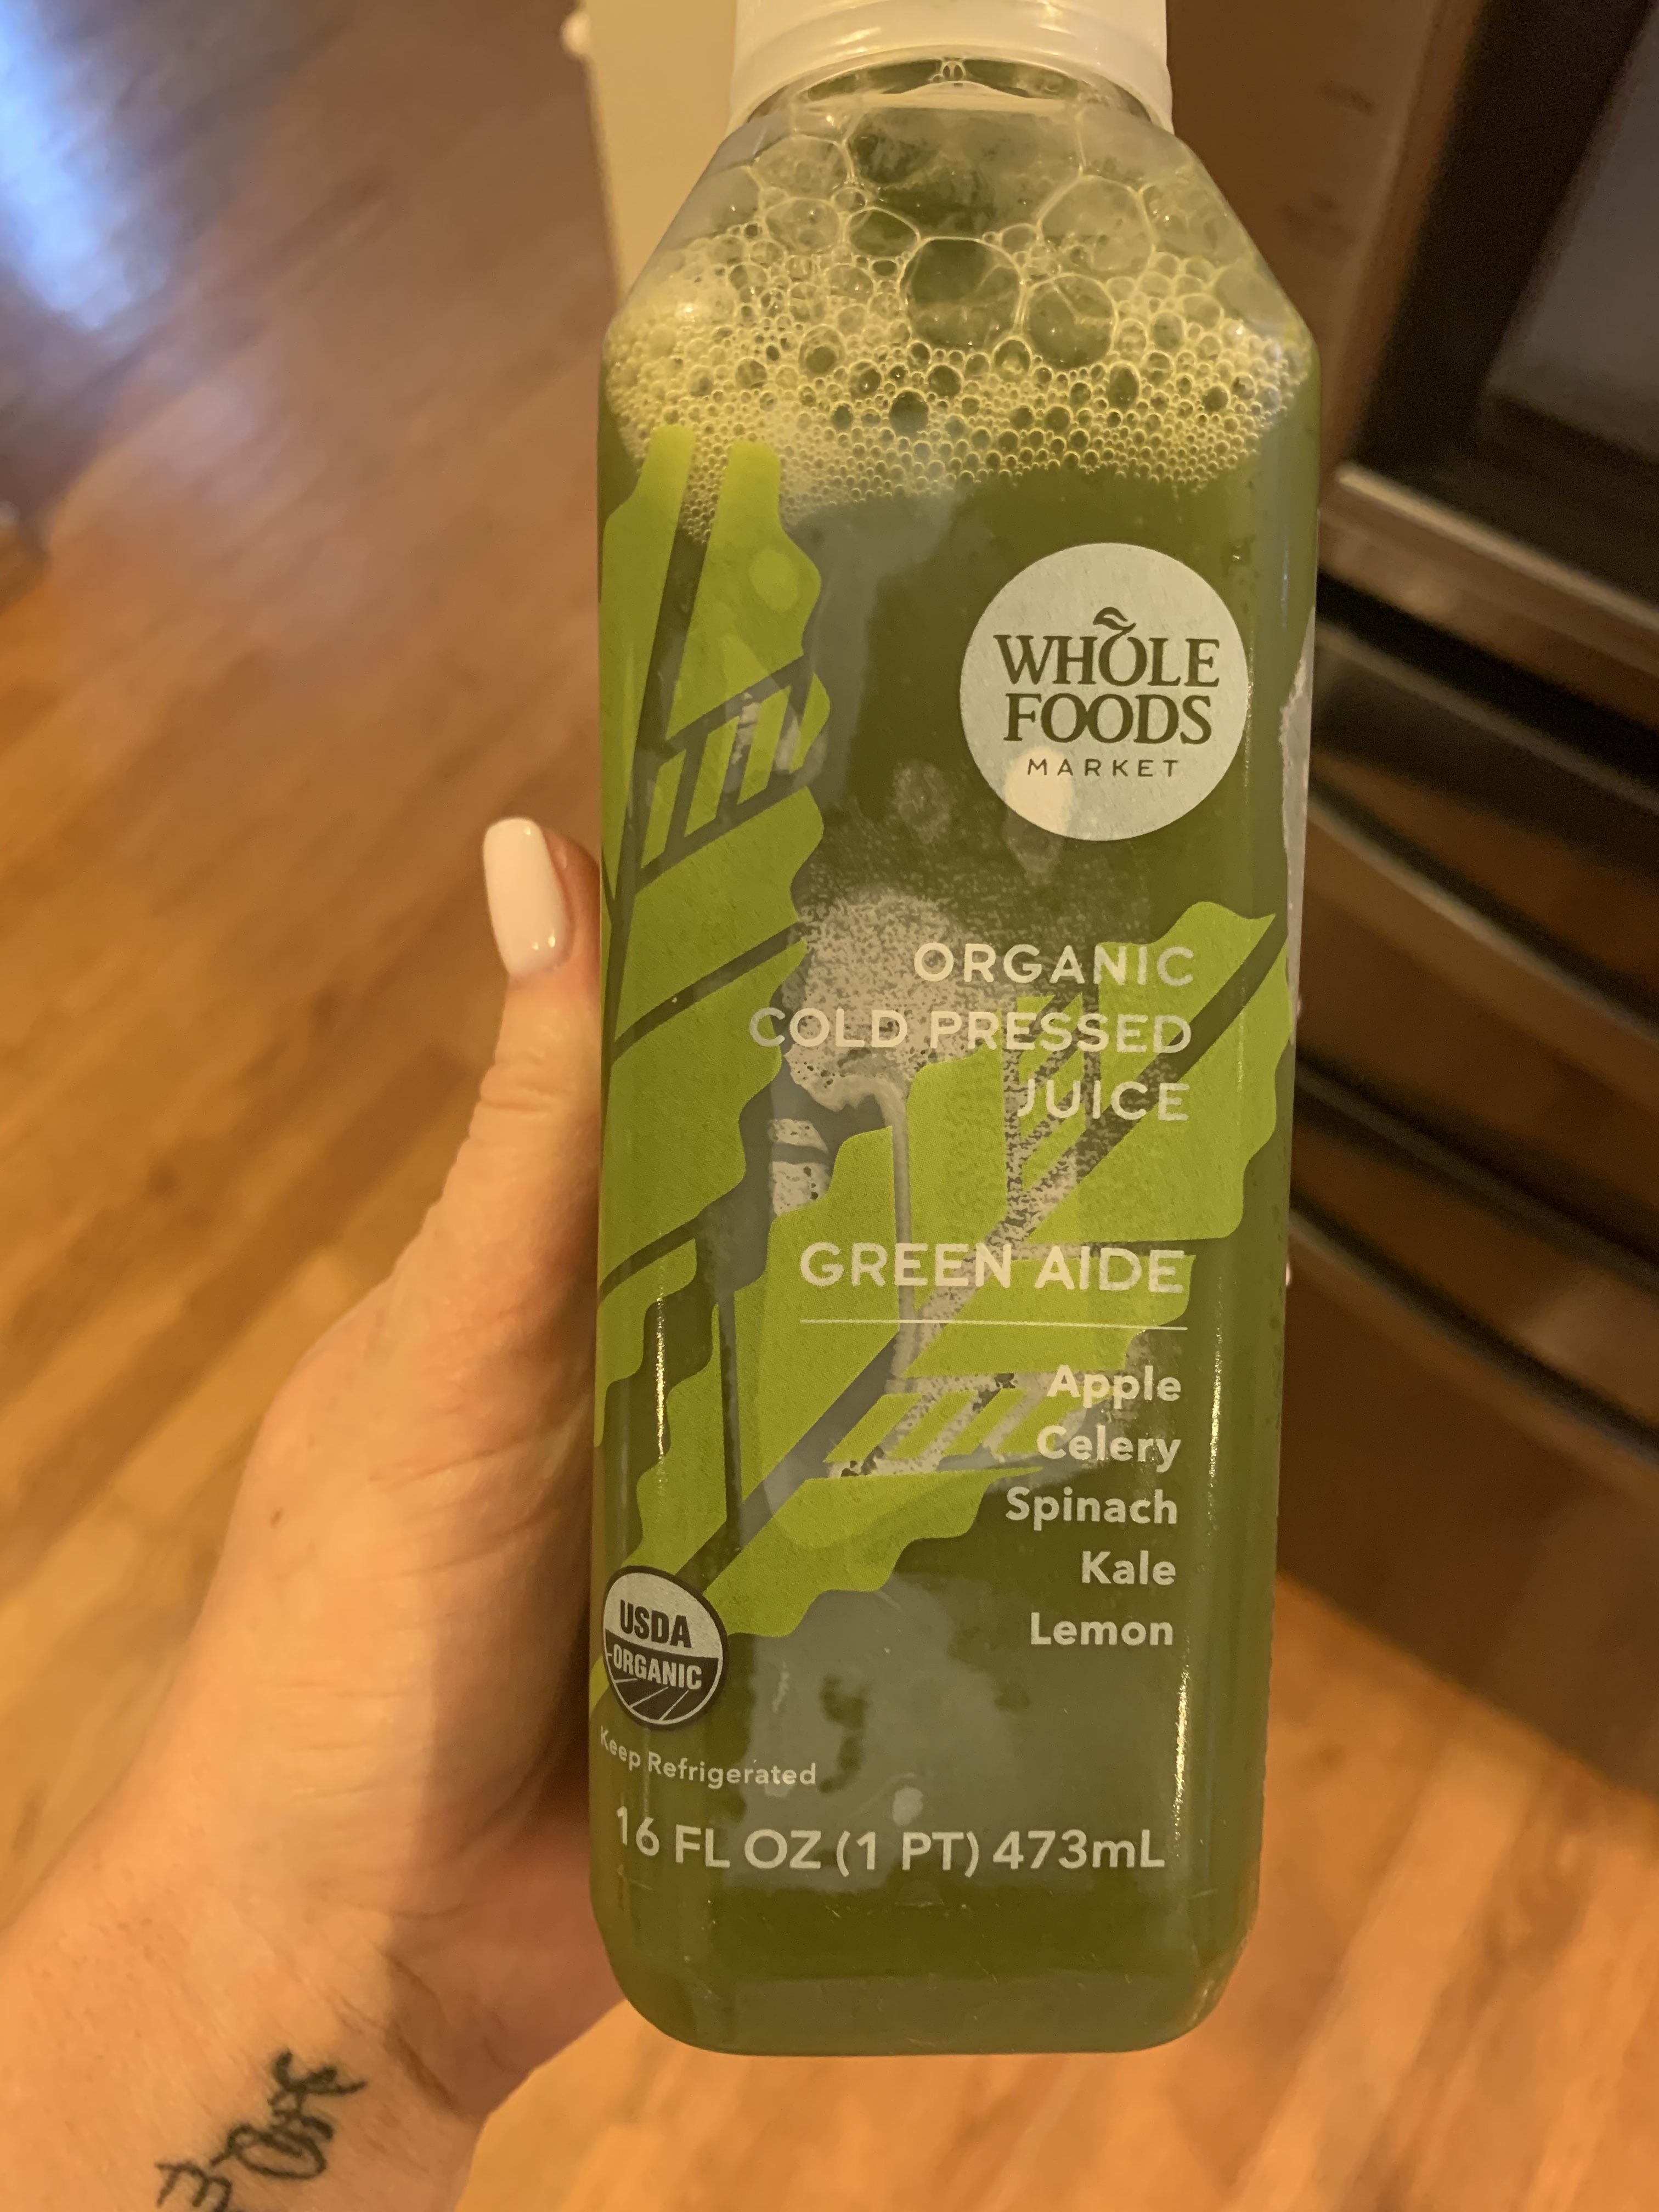 WHOLE
FOODS
MARKET
ORGANIC
COLD PRESSED
JUICE
GREEN AIDE
Apple
Celery
Spinach
Kale
Lemon
USDA
ORGANIC
Keep Refrigerated
16 FL OZ (1 PT) 473mL